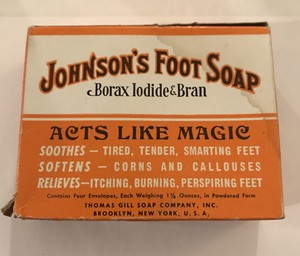 JOHNSON'S FOOT SOAP
Borax Iodide & Bran
ACTS LIKE MAGIC
SOOTHES – TIRED, TENDER, SMARTING FEET
SOFTENS – CORNS AND CALLOUSES
RELIEVES – ITCHING, BURNING, PERSPIRING FEET
Contains Four Envelopes, Each Weighing 1¼ Ounces, in Powdered Form
THOMAS GILL SOAP COMPANY, INC.
BROOKLYN, NEW YORK, U. S. A.